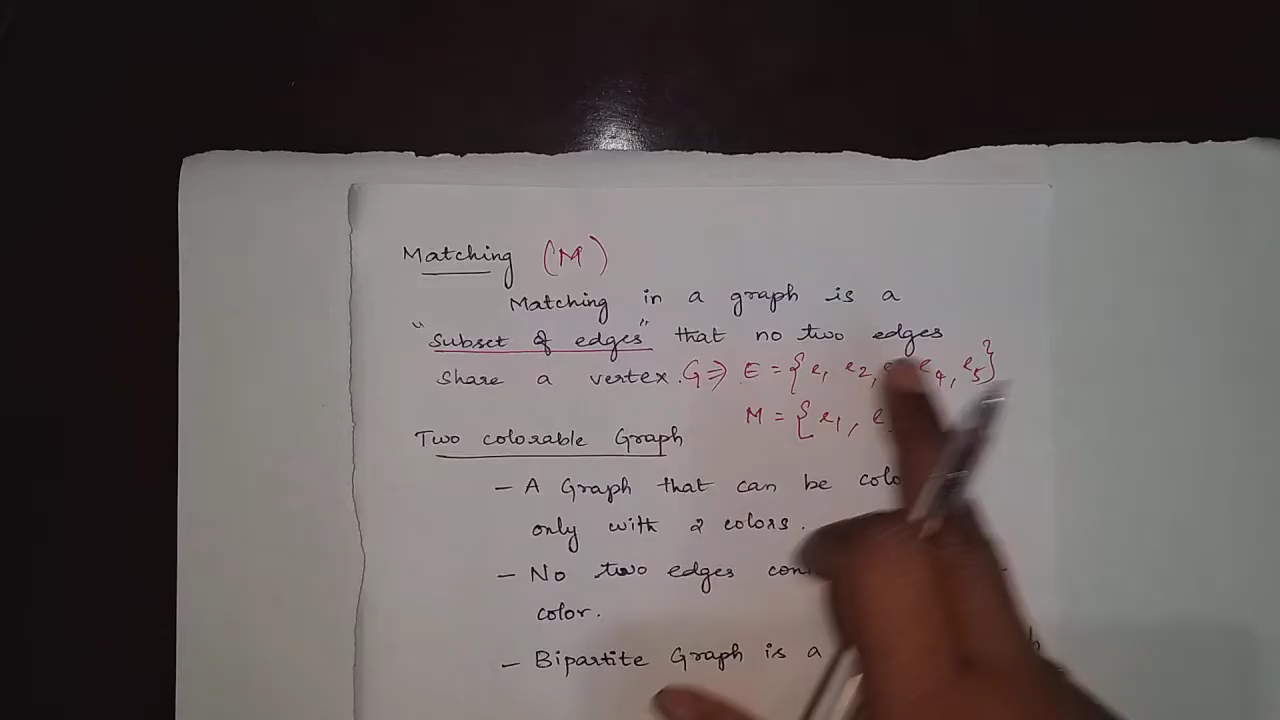 Matching (M)
Matching in a graph is a
"subset of edges" that no two edges
share a vertex. G ⇒ E = {e1 e2, e4, e5}
M = {e1,
Two colorable Graph
- A Graph that can be
only with 2 colors.
- No two edges
color.
- Bipartite Graph is a